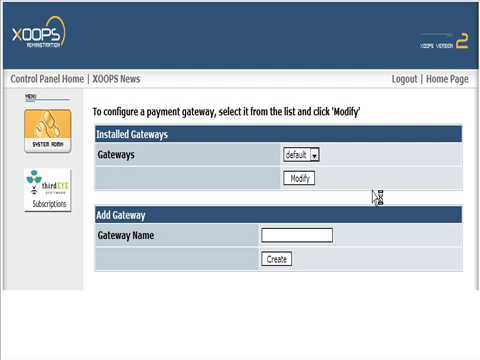 XOOPS
ADMINISTRATION
XOOPS VERSION 2
Control Panel Home | XOOPS News
Logout | Home Page
MENU
SYSTEM ADMIN
thirdEYE
SOFTWARE
Subscriptions
To configure a payment gateway, select it from the list and click 'Modify'
Installed Gateways
Gateways
default
Modify
Add Gateway
Gateway Name
Create